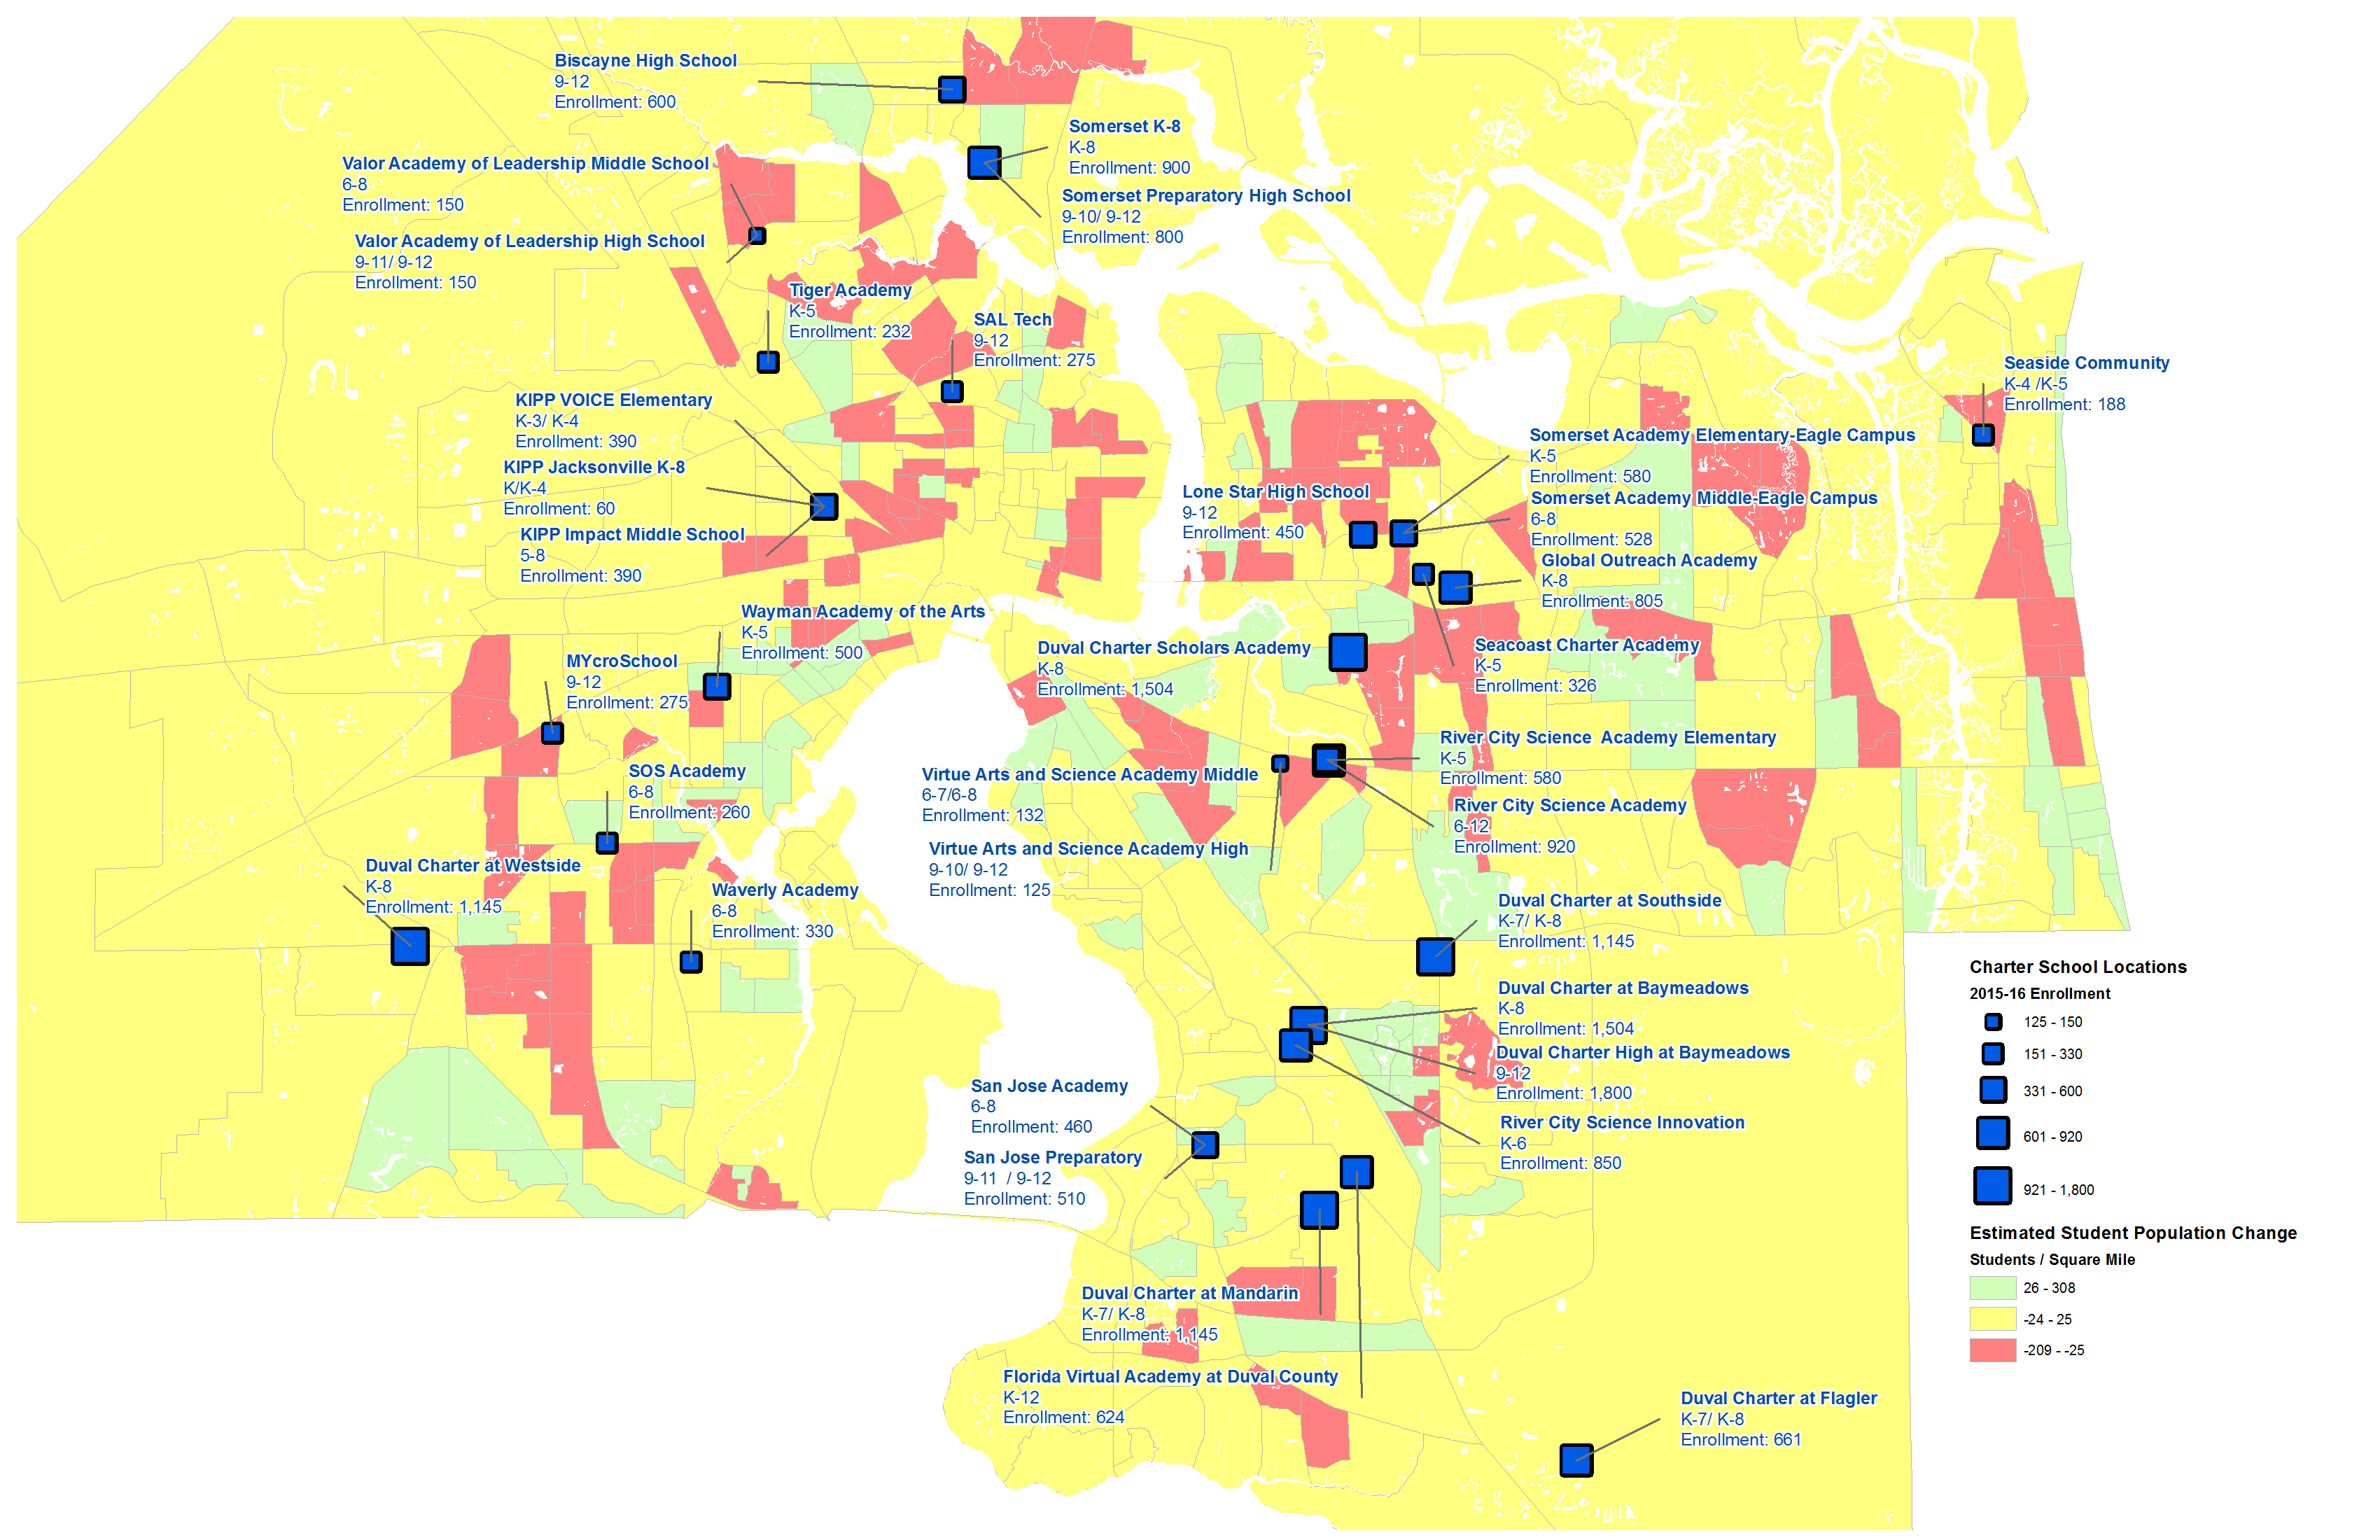 Biscayne High School
9-12
Enrollment: 600
Somerset K-8
K-8
Enrollment: 900
Valor Academy of Leadership Middle School
6-8
Enrollment: 150
Somerset Preparatory High School
9-10/ 9-12
Enrollment: 800
Valor Academy of Leadership High School
9-11/ 9-12
Enrollment: 150
Tiger Academy
K-5
Enrollment: 232
SAL Tech
9-12
Enrollment: 275
Seaside Community
K-4 /K-5
Enrollment: 188
KIPP VOICE Elementary
K-3/ K-4
Enrollment: 390
Somerset Academy Elementary-Eagle Campus
K-5
Enrollment: 580
KIPP Jacksonville K-8
K/K-4
Enrollment: 60
Lone Star High School
9-12
Enrollment: 450
Somerset Academy Middle-Eagle Campus
6-8
Enrollment: 528
KIPP Impact Middle School
5-8
Enrollment: 390
Global Outreach Academy
K-8
Enrollment: 805
Wayman Academy of the Arts
K-5
Enrollment: 500
Duval Charter Scholars Academy
K-8
Enrollment: 1,504
Seacoast Charter Academy
K-5
Enrollment: 326
MYcroSchool
9-12
Enrollment: 275
River City Science Academy Elementary
K-5
Enrollment: 580
SOS Academy
6-8
Enrollment: 260
Virtue Arts and Science Academy Middle
6-7/6-8
Enrollment: 132
River City Science Academy
6-12
Enrollment: 920
Virtue Arts and Science Academy High
9-10/ 9-12
Enrollment: 125
Duval Charter at Westside
K-8
Enrollment: 1,145
Waverly Academy
6-8
Enrollment: 330
Duval Charter at Southside
K-7/ K-8
Enrollment: 1,145
Duval Charter at Baymeadows
K-8
Enrollment: 1,504
Duval Charter High at Baymeadows
9-12
Enrollment: 1,800
San Jose Academy
6-8
Enrollment: 460
River City Science Innovation
K-6
Enrollment: 850
San Jose Preparatory
9-11 / 9-12
Enrollment: 510
Duval Charter at Mandarin
K-7/ K-8
Enrollment: 1,145
Florida Virtual Academy at Duval County
K-12
Enrollment: 624
Duval Charter at Flagler
K-7/ K-8
Enrollment: 661
Charter School Locations
2015-16 Enrollment
125 - 150
151 - 330
331 - 600
601 - 920
921 - 1,800
Estimated Student Population Change
Students / Square Mile
26 - 308
-24 - 25
-209 - -25